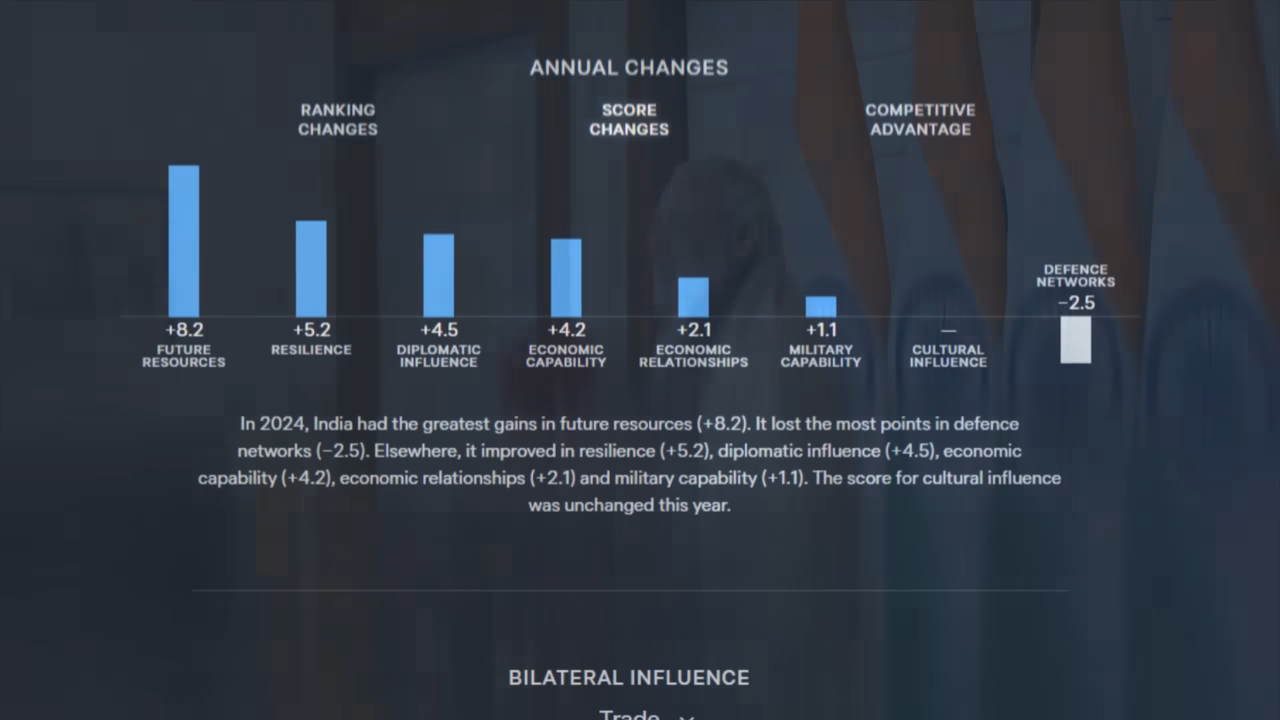 ANNUAL CHANGES
RANKING
CHANGES
SCORE
CHANGES
COMPETITIVE
ADVANTAGE
+8.2
FUTURE
RESOURCES
+5.2
RESILIENCE
+4.5
DIPLOMATIC
INFLUENCE
+4.2
ECONOMIC
CAPABILITY
+2.1
ECONOMIC
RELATIONSHIPS
+1.1
MILITARY
CAPABILITY
—
CULTURAL
INFLUENCE
DEFENCE
NETWORKS
−2.5
In 2024, India had the greatest gains in future resources (+8.2). It lost the most points in defence
networks (−2.5). Elsewhere, it improved in resilience (+5.2), diplomatic influence (+4.5), economic
capability (+4.2), economic relationships (+2.1) and military capability (+1.1). The score for cultural influence
was unchanged this year.
BILATERAL INFLUENCE
Trade